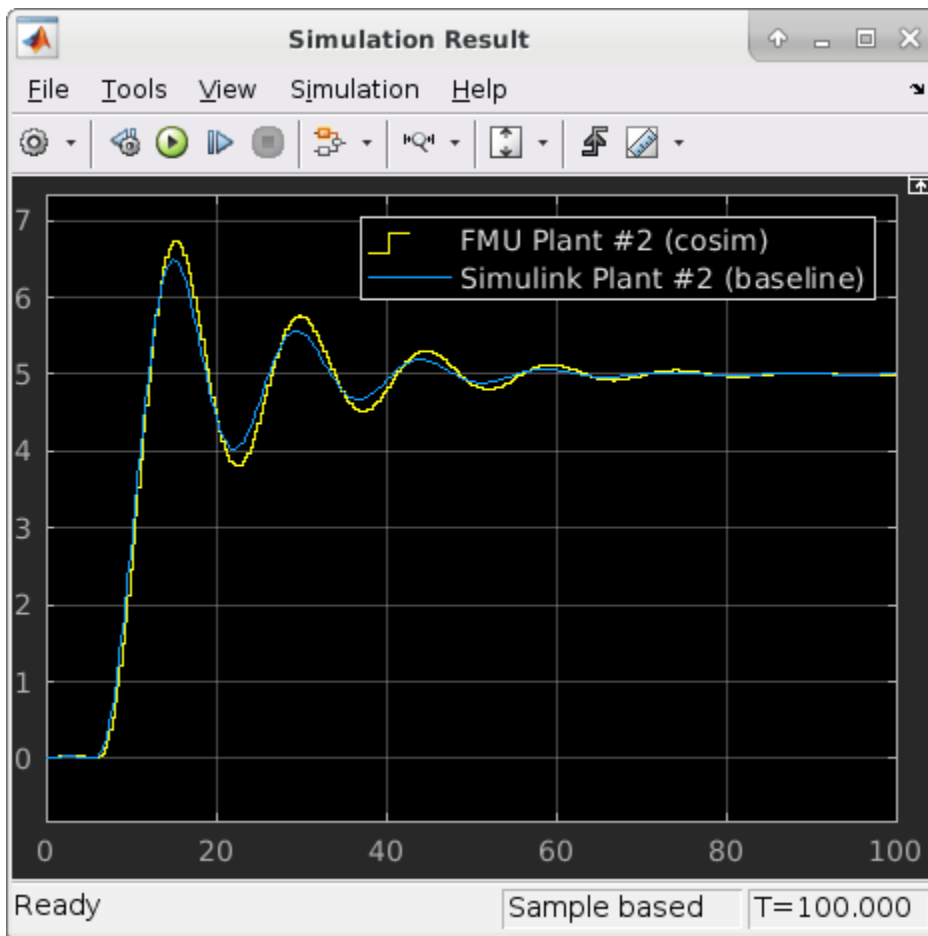 Simulation Result
File Tools View Simulation Help
7
FMU Plant #2 (cosim)
Simulink Plant #2 (baseline)
6
5
4
3
2
1
0
0 20 40 60 80 100
Ready Sample based T=100.000